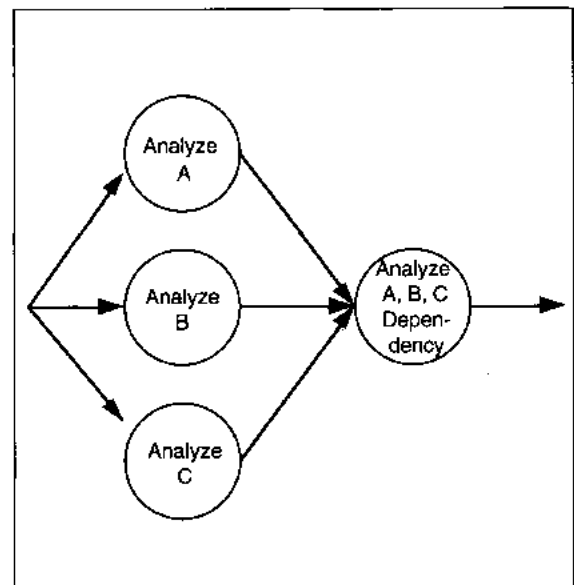 Analyze
A
Analyze
B
Analyze
C
Analyze
A, B, C
Depen-
dency